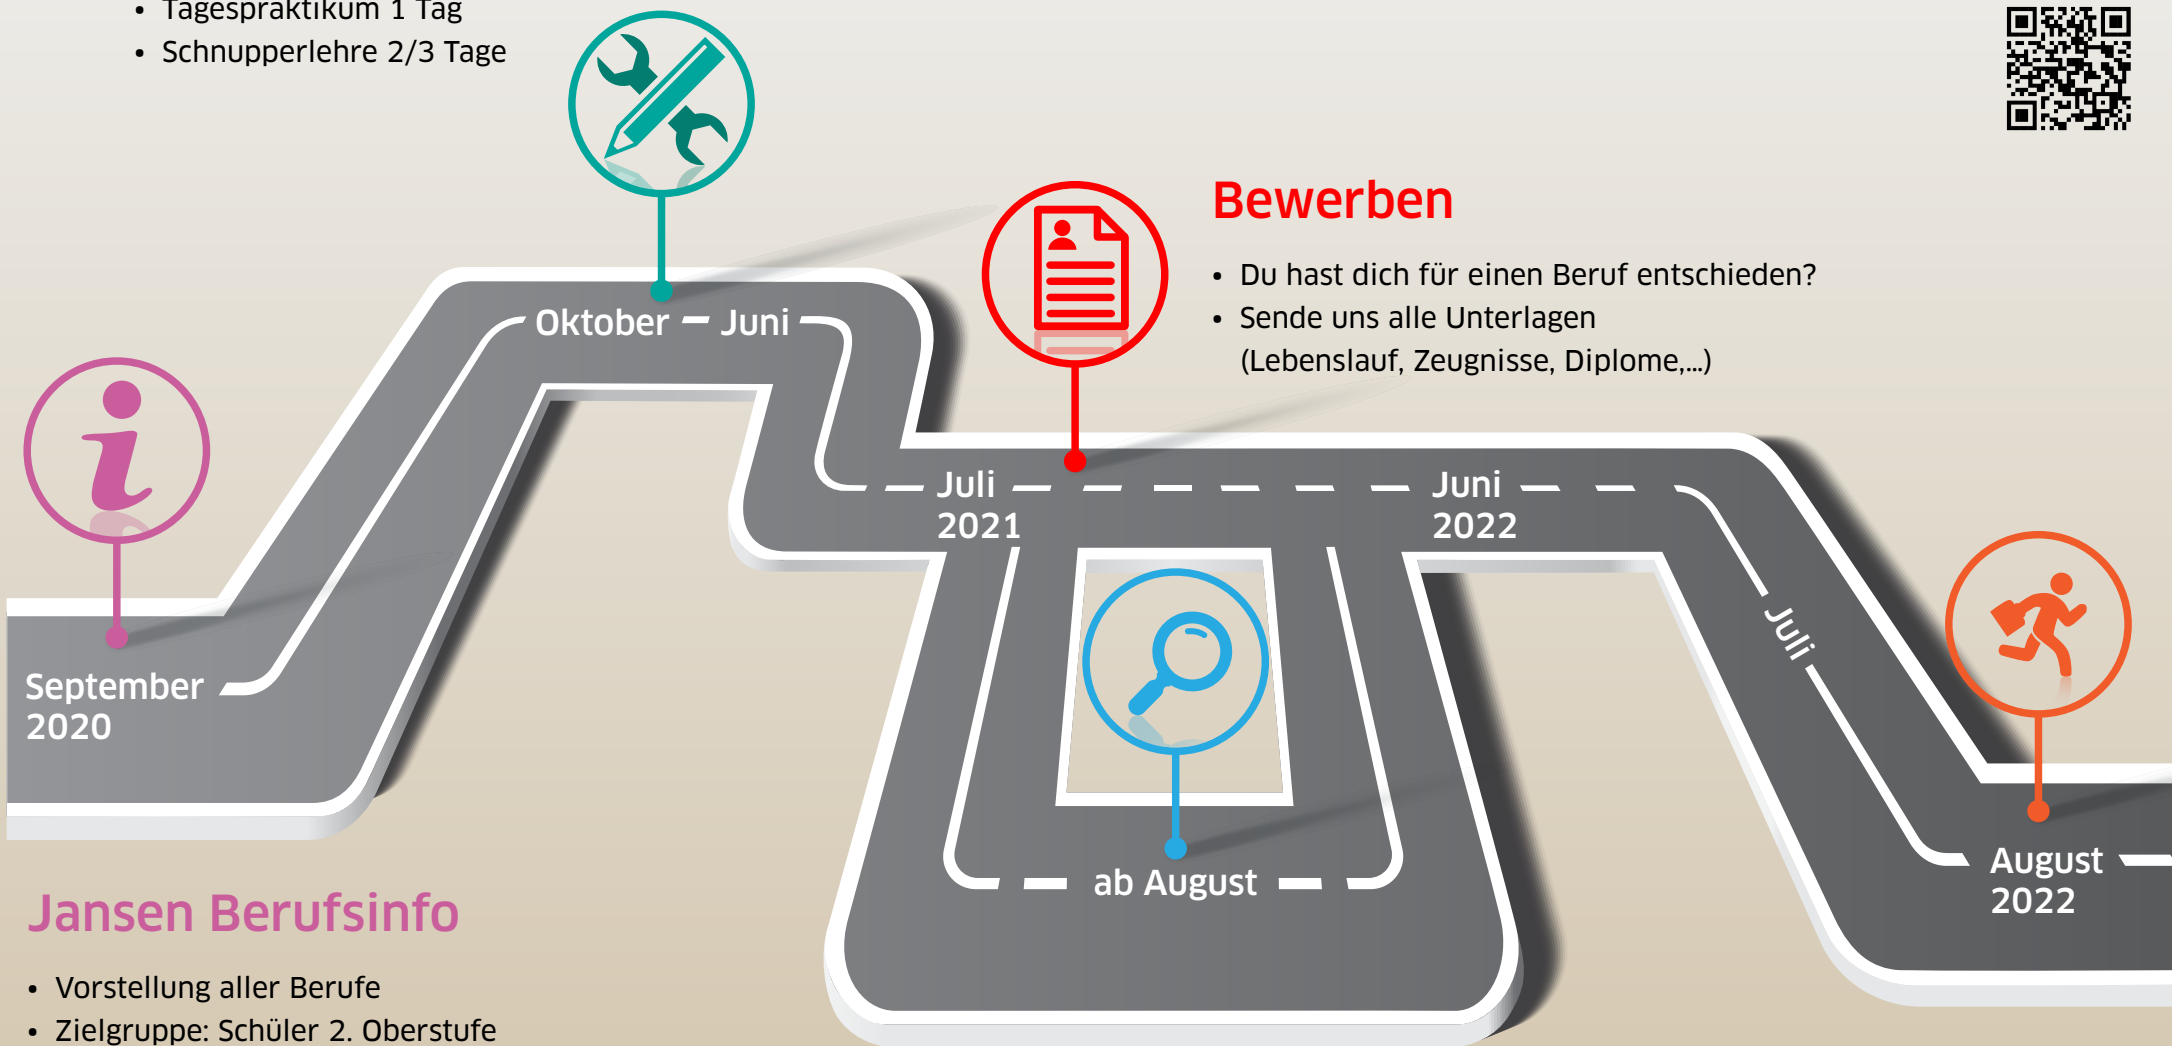 • Tagespraktikum 1 Tag
• Schnupperlehre 2/3 Tage
Bewerben
• Du hast dich für einen Beruf entschieden?
• Sende uns alle Unterlagen
(Lebenslauf, Zeugnisse, Diplome,...)
Oktober – Juni
Juli
2021
Juni
2022
Juli
September
2020
ab August
August
2022
Jansen Berufsinfo
• Vorstellung aller Berufe
• Zielgruppe: Schüler 2. Oberstufe